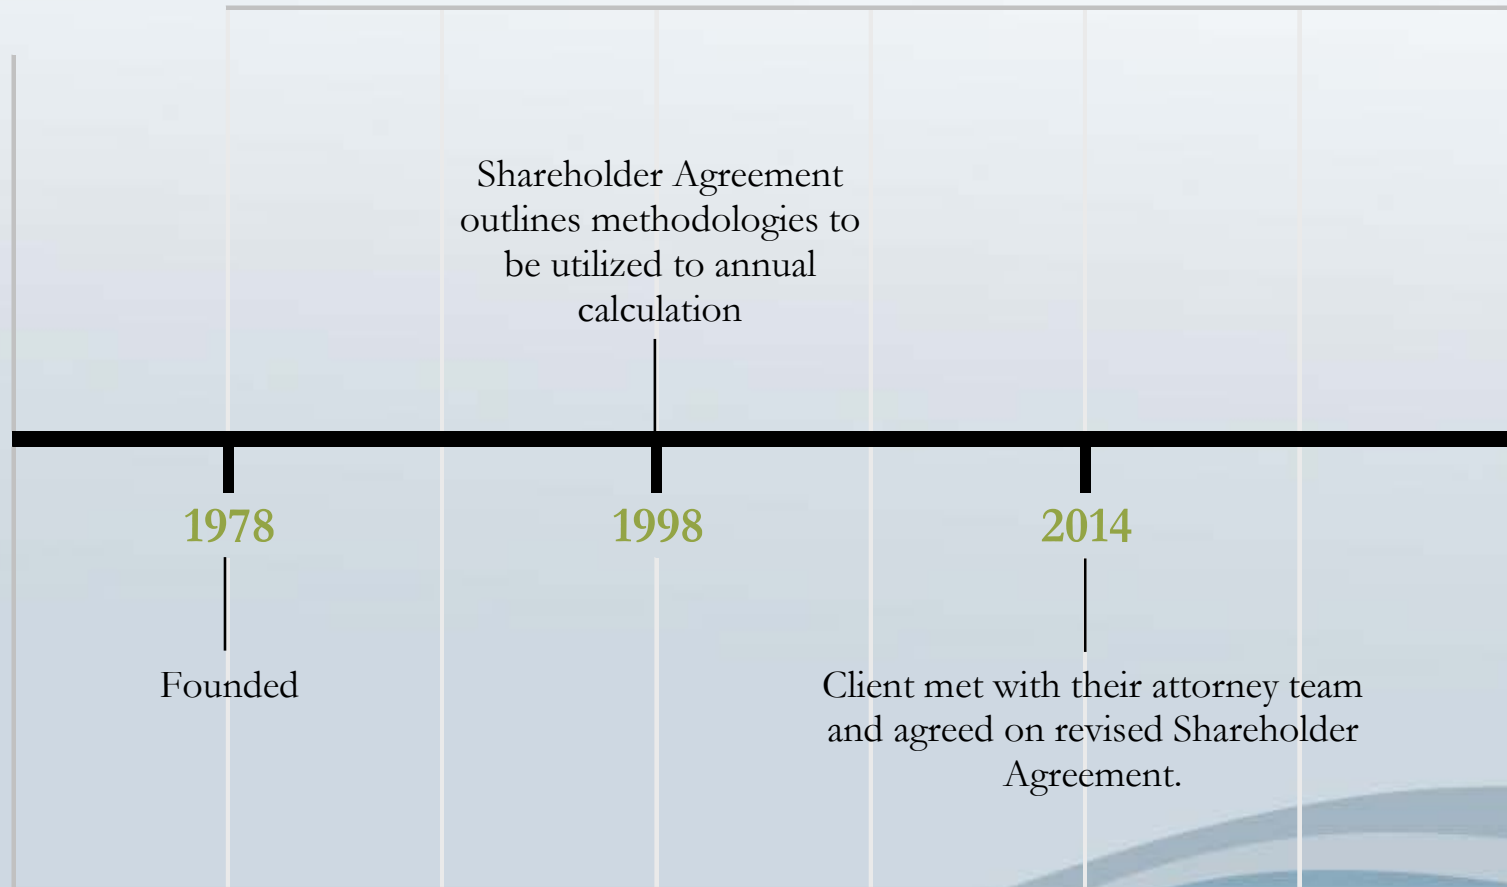 Shareholder Agreement
outlines methodologies to
be utilized to annual
calculation
1978
1998
2014
Founded
Client met with their attorney team
and agreed on revised Shareholder
Agreement.